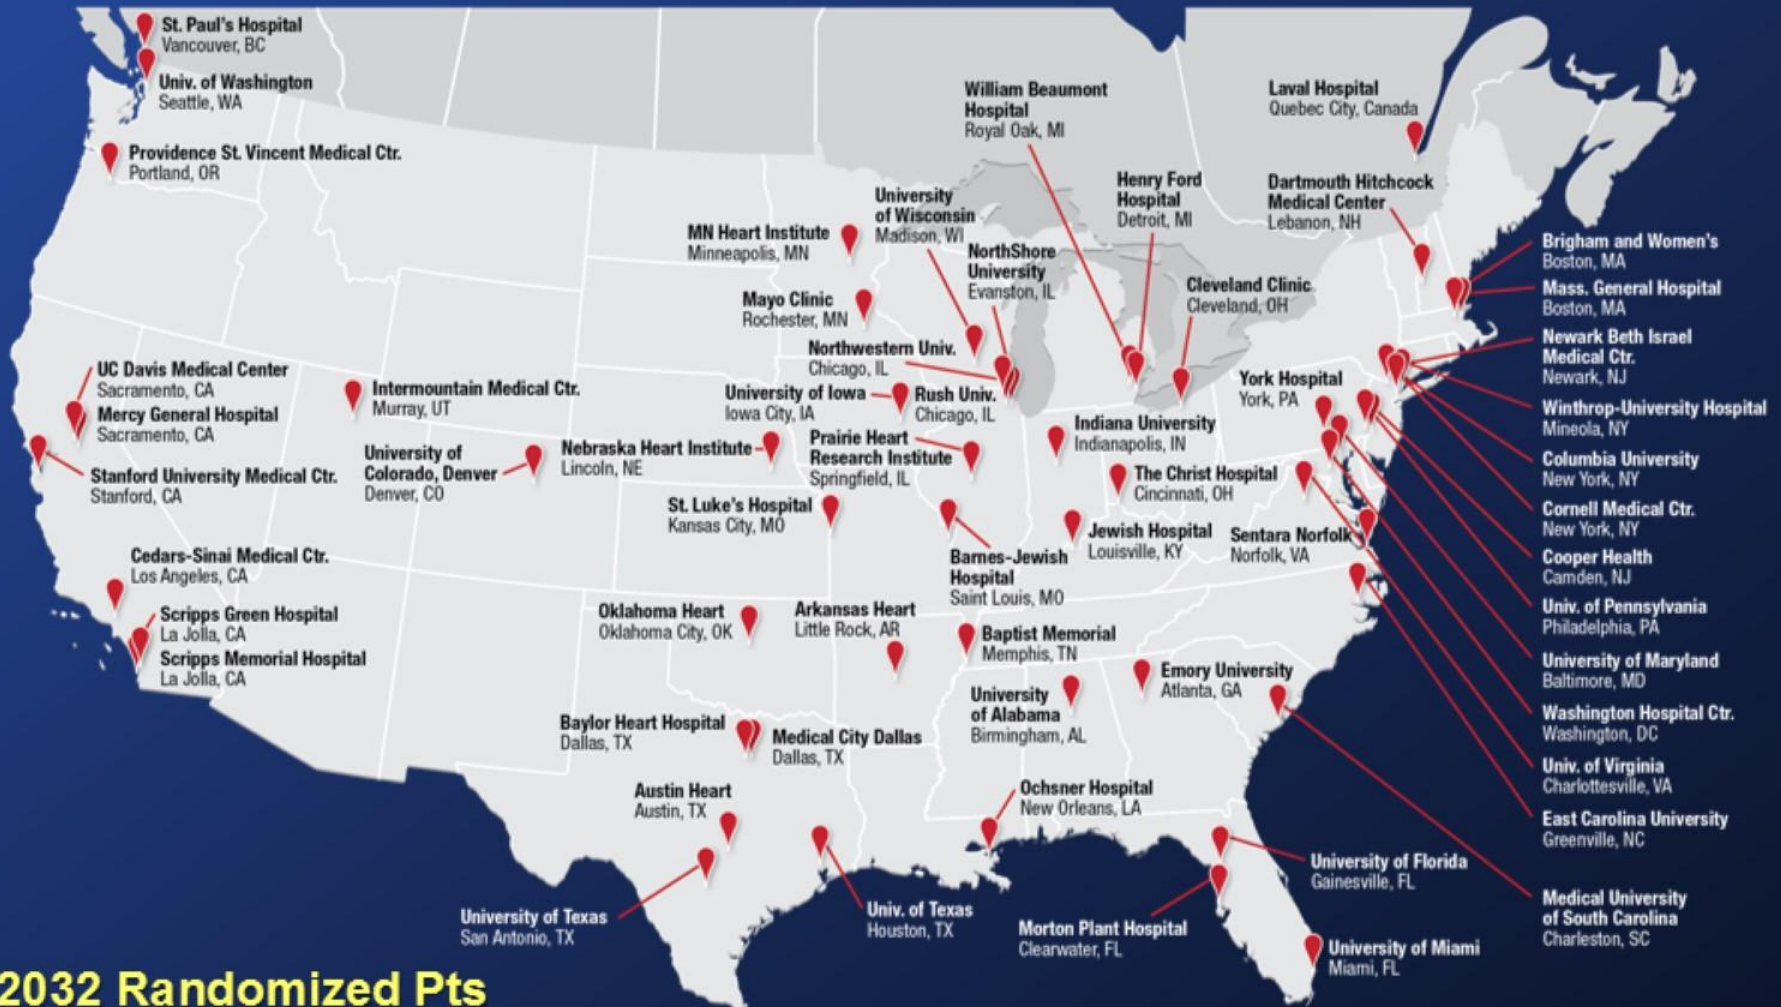 St. Paul's Hospital
Vancouver, BC
Univ. of Washington
Seattle, WA
Providence St. Vincent Medical Ctr.
Portland, OR
UC Davis Medical Center
Sacramento, CA
Mercy General Hospital
Sacramento, CA
Stanford University Medical Ctr.
Stanford, CA
Cedars-Sinai Medical Ctr.
Los Angeles, CA
Scripps Green Hospital
La Jolla, CA
Scripps Memorial Hospital
La Jolla, CA
Intermountain Medical Ctr.
Murray, UT
University of
Colorado, Denver
Denver, CO
Nebraska Heart Institute
Lincoln, NE
St. Luke's Hospital
Kansas City, MO
Oklahoma Heart
Oklahoma City, OK
Arkansas Heart
Little Rock, AR
Baylor Heart Hospital
Dallas, TX
Medical City Dallas
Dallas, TX
Austin Heart
Austin, TX
University of Texas
San Antonio, TX
Univ. of Texas
Houston, TX
MN Heart Institute
Minneapolis, MN
Mayo Clinic
Rochester, MN
University
of Wisconsin
Madison, WI
NorthShore
University
Evanston, IL
Northwestern Univ.
Chicago, IL
University of Iowa
Iowa City, IA
Rush Univ.
Chicago, IL
Prairie Heart
Research Institute
Springfield, IL
Barnes-Jewish
Hospital
Saint Louis, MO
William Beaumont
Hospital
Royal Oak, MI
Henry Ford
Hospital
Detroit, MI
Cleveland Clinic
Cleveland, OH
Indiana University
Indianapolis, IN
The Christ Hospital
Cincinnati, OH
Jewish Hospital
Louisville, KY
Baptist Memorial
Memphis, TN
University
of Alabama
Birmingham, AL
Emory University
Atlanta, GA
Ochsner Hospital
New Orleans, LA
Morton Plant Hospital
Clearwater, FL
University of Florida
Gainesville, FL
University of Miami
Miami, FL
Laval Hospital
Quebec City, Canada
Dartmouth Hitchcock
Medical Center
Lebanon, NH
York Hospital
York, PA
Sentara Norfolk
Norfolk, VA
Brigham and Women's
Boston, MA
Mass. General Hospital
Boston, MA
Newark Beth Israel
Medical Ctr.
Newark, NJ
Winthrop-University Hospital
Mineola, NY
Columbia University
New York, NY
Cornell Medical Ctr.
New York, NY
Cooper Health
Camden, NJ
Univ. of Pennsylvania
Philadelphia, PA
University of Maryland
Baltimore, MD
Washington Hospital Ctr.
Washington, DC
Univ. of Virginia
Charlottesville, VA
East Carolina University
Greenville, NC
Medical University
of South Carolina
Charleston, SC
2032 Randomized Pts